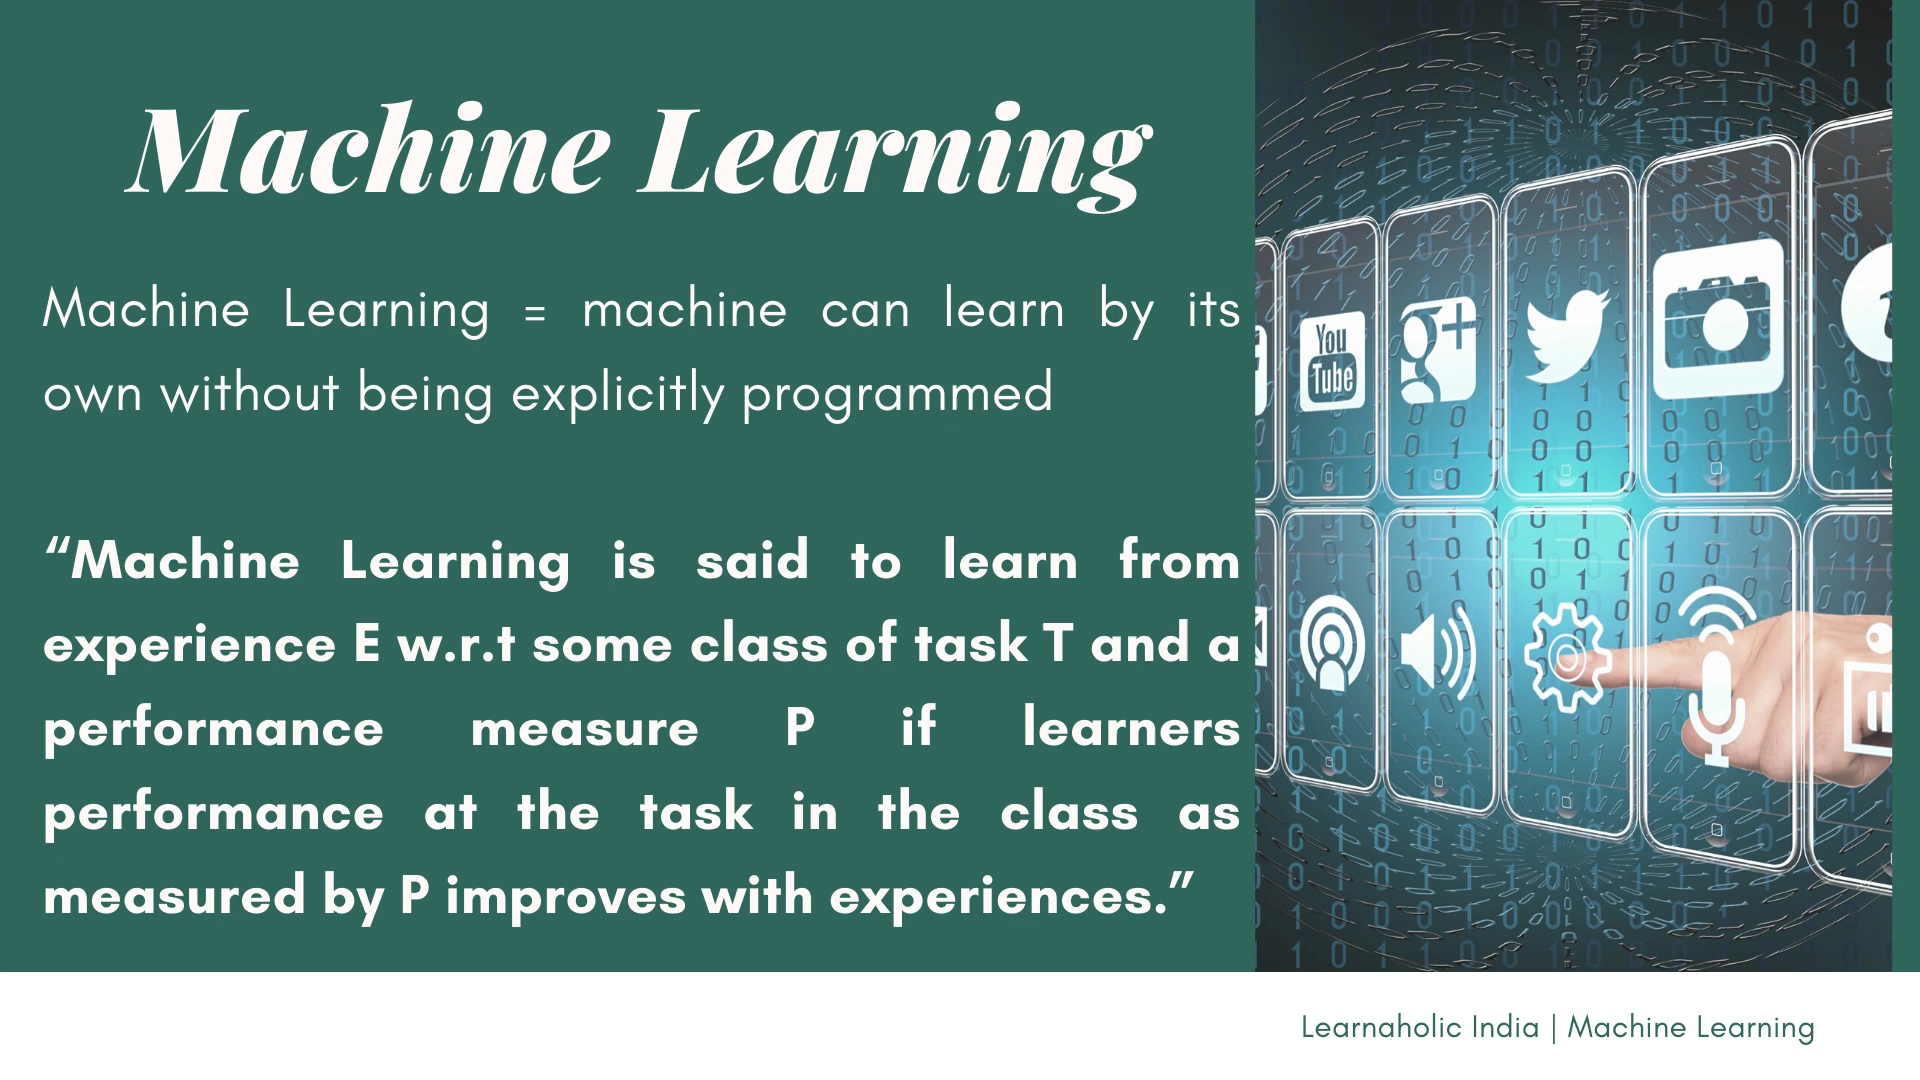 Machine Learning
Machine Learning = machine can learn by its
own without being explicitly programmed
“Machine Learning is said to learn from
experience E w.r.t some class of task T and a
performance measure P if learners
performance at the task in the class as
measured by P improves with experiences.”
You
Tube
g+
Learnaholic India | Machine Learning